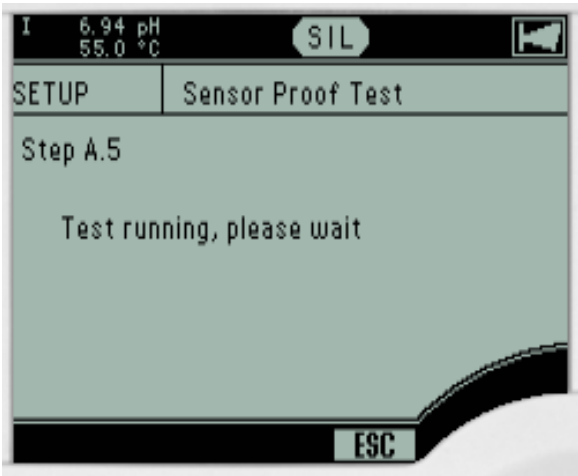 I 6.94 pH
55.0 °C
SIL
SETUP Sensor Proof Test
Step A.5
Test running, please wait
ESC